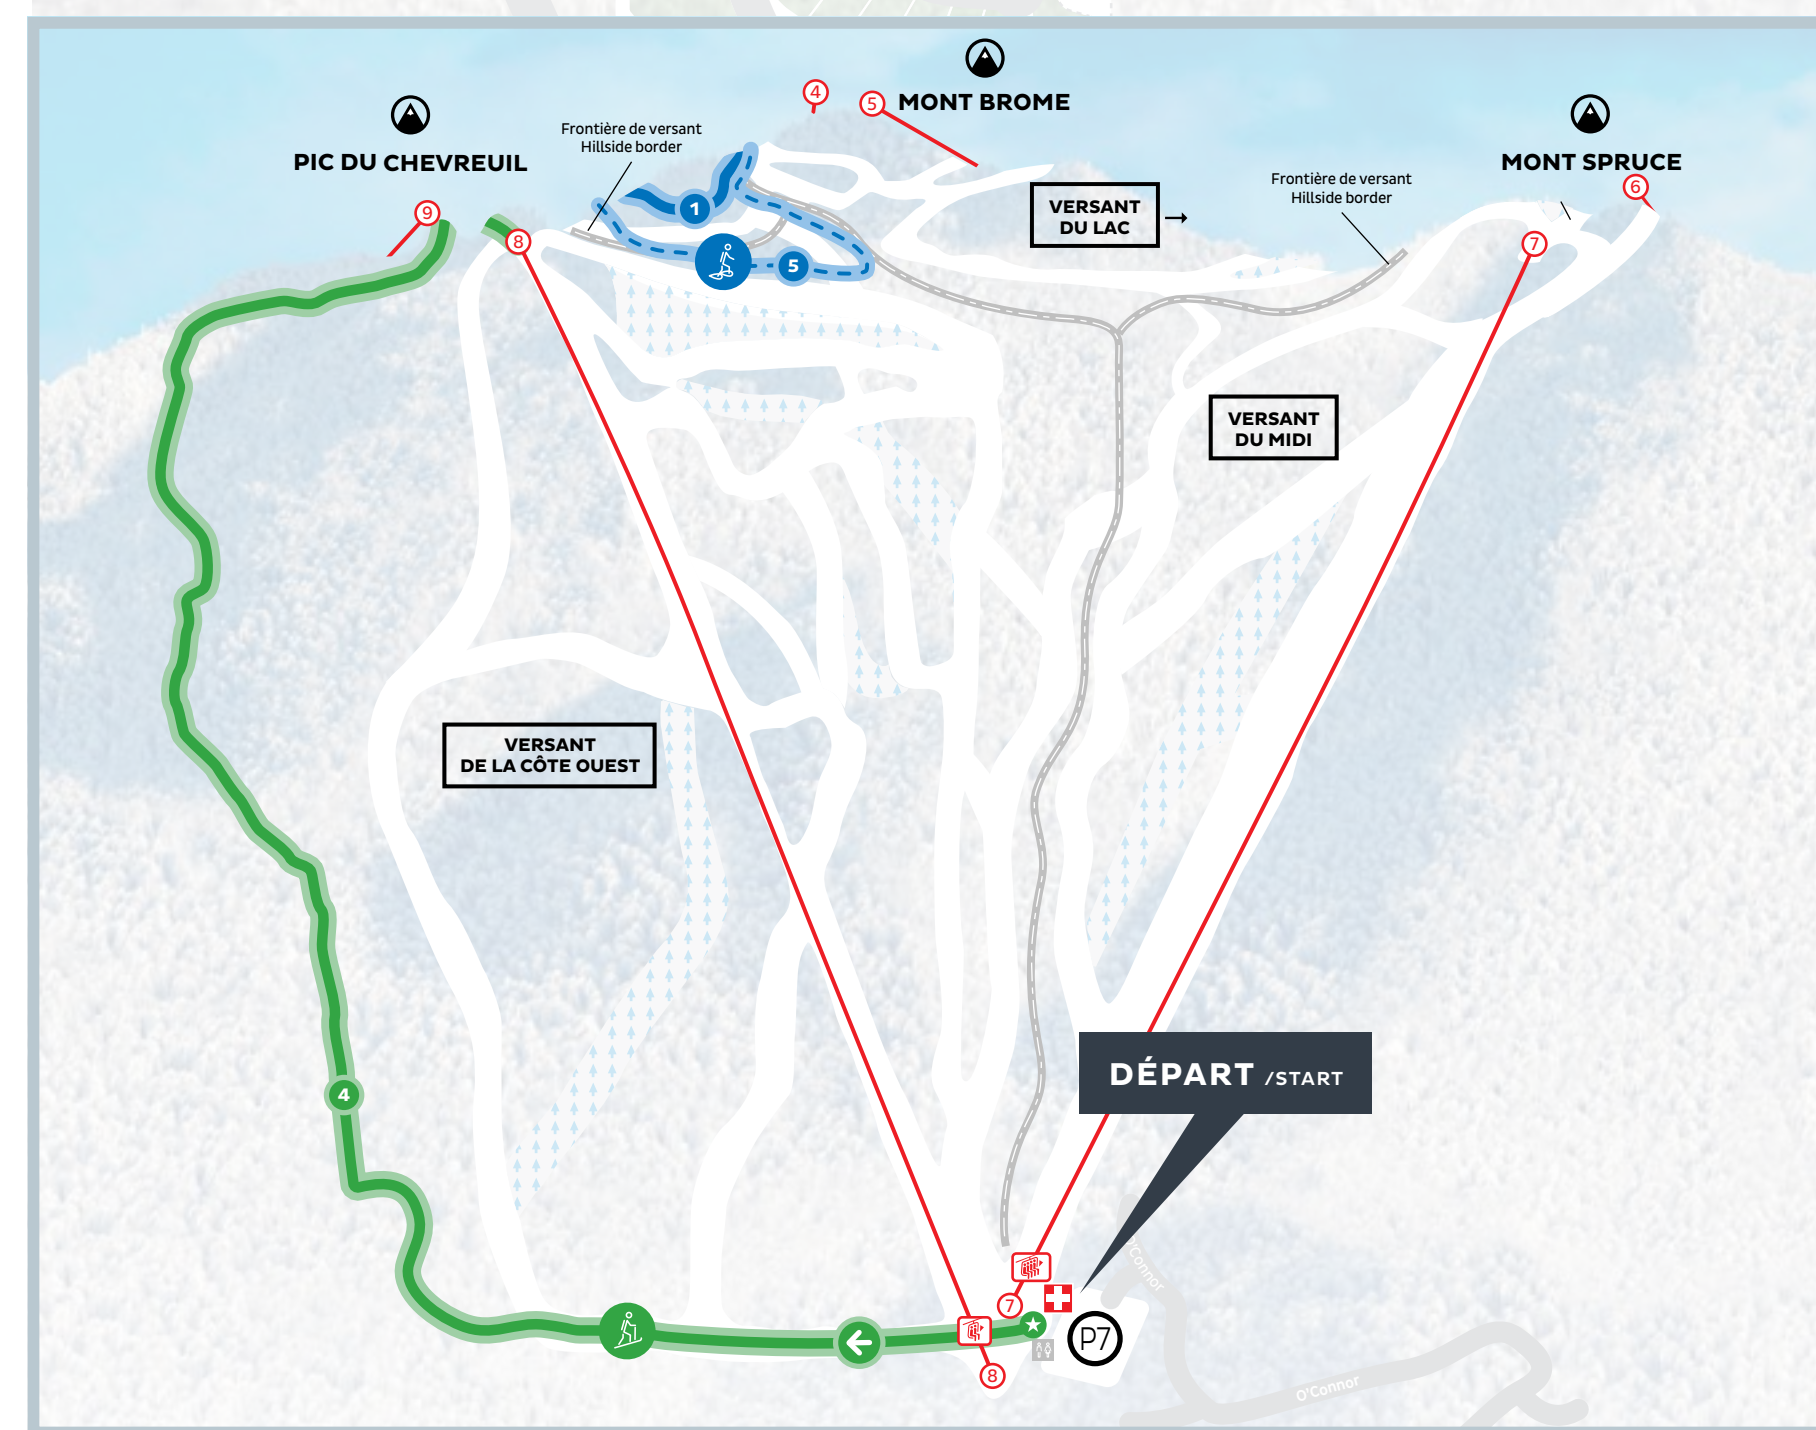 MONT BROME
4
5
PIC DU CHEVREUIL
Frontière de versant
Hillside border
MONT SPRUCE
6
Frontière de versant
Hillside border
VERSANT
DU LAC
9
8
1
5
7
VERSANT
DU MIDI
VERSANT
DE LA CÔTE OUEST
DÉPART /START
4
O'Connor
7
P7
8
O'Connor